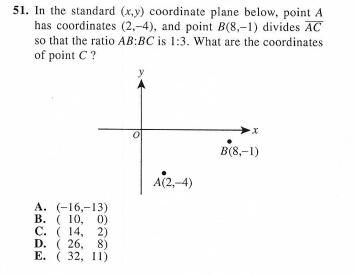 51. In the standard (x,y) coordinate plane below, point A
has coordinates (2,–4), and point B(8,–1) divides AC
so that the ratio AB:BC is 1:3. What are the coordinates
of point C ?
y
O
x
B(8,–1)
A(2,–4)
A. (–16,–13)
B. ( 10, 0)
C. ( 14, 2)
D. ( 26, 8)
E. ( 32, 11)